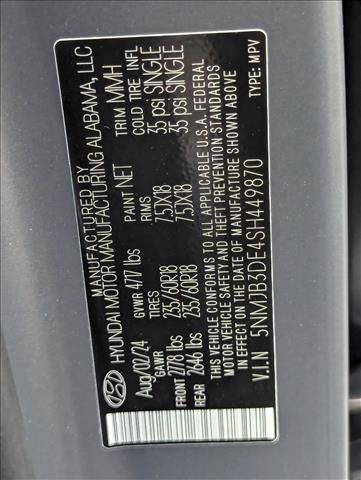 MANUFACTURED BY
HYUNDAI MOTOR MANUFACTURING ALABAMA, LLC
Aug/02/24 GVWR 4717 lbs PAINT NET TRIM MMH
GAWR TIRES RIMS COLD TIRE INFL
FRONT 2778 lbs 235/60R18 7.5JX18 35 psi SINGLE
REAR 2646 lbs 235/60R18 7.5JX18 35 psi SINGLE
THIS VEHICLE CONFORMS TO ALL APPLICABLE U.S.A. FEDERAL
MOTOR VEHICLE SAFETY AND THEFT PREVENTION STANDARDS
IN EFFECT ON THE DATE OF MANUFACTURE SHOWN ABOVE
V.I.N 5NMJB3DE4SH449870 TYPE: MPV